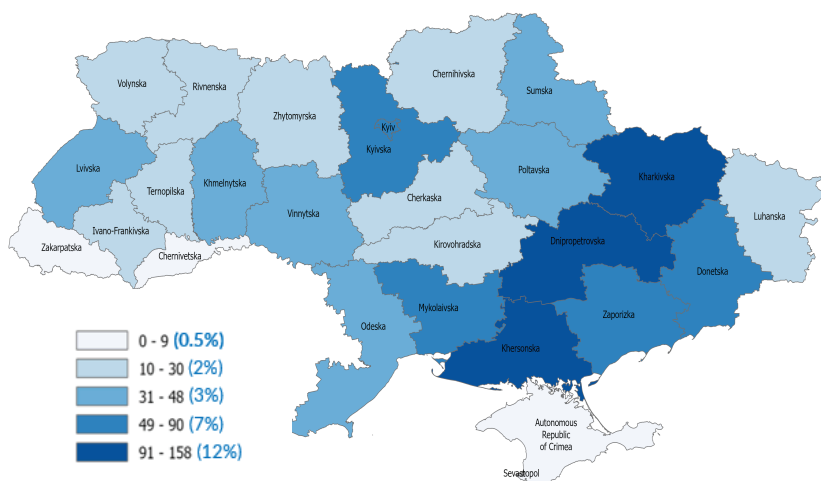 Chernihivska
Volynska
Rivnenska
Sumska
Zhytomyrska
Kyiv
Kyivska
Lvivska
Poltavska
Kharkivska
Khmelnytska
Ternopilska
Cherkaska
Vinnytska
Luhanska
Ivano-Frankivska
Zakarpatska
Chernivetska
Kirovohradska
Dnipropetrovska
Donetska
Mykolaivska
Zaporizka
Odeska
Khersonska
0 - 9 (0.5%)
10 - 30 (2%)
31 - 48 (3%)
49 - 90 (7%)
91 - 158 (12%)
Autonomous
Republic
of Crimea
Sevastopol